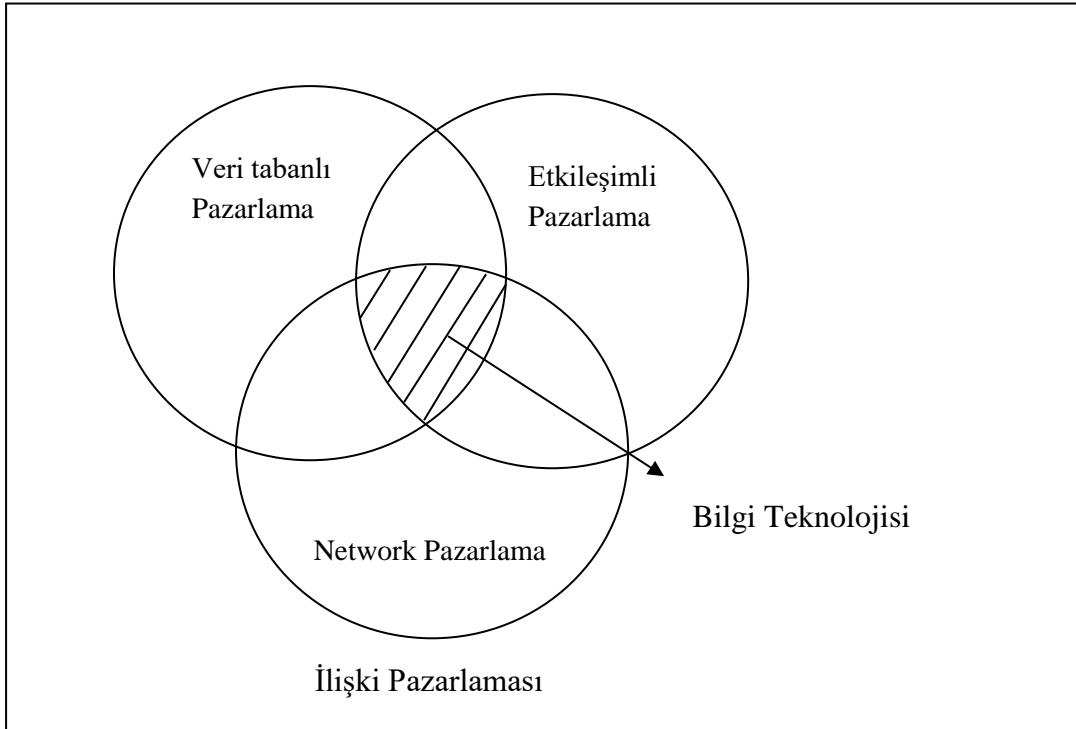 Veri tabanlı
Pazarlama
Etkileşimli
Pazarlama
Bilgi Teknolojisi
Network Pazarlama
İlişki Pazarlaması